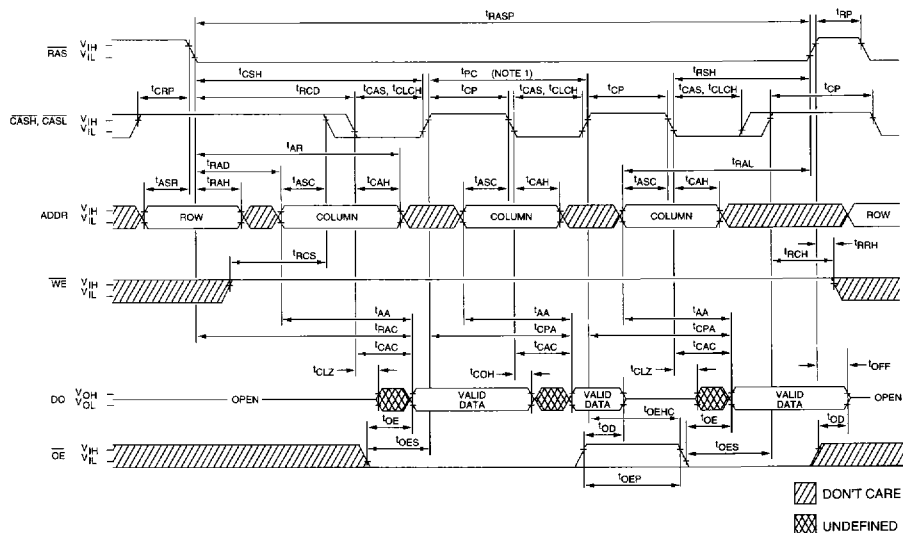 tRASP
tRP
RAS VIH
VIL
tCSH
tPC (NOTE 1)
tRSH
tCRP
tRCD
tCAS, tCLCH
tCP
tCAS, tCLCH
tCP
tCAS, tCLCH
tCP
CASH, CASL VIH
VIL
tAR
tRAD
tRAL
tASR
tRAH
tASC
tCAH
tASC
tCAH
tASC
tCAH
ADDR VIH
VIL
ROW
COLUMN
COLUMN
COLUMN
ROW
tRRH
tRCS
tRCH
WE VIH
VIL
tAA
tAA
tAA
tRAC
tCPA
tCPA
tCAC
tCAC
tCAC
tCLZ
tCOH
tCLZ
tOFF
DQ VOH
VOL
OPEN
VALID DATA
VALID DATA
VALID DATA
OPEN
tOE
tOEHC
tOE
tOES
tOD
tOES
tOD
OE VIH
VIL
tOEP
DON'T CARE
UNDEFINED